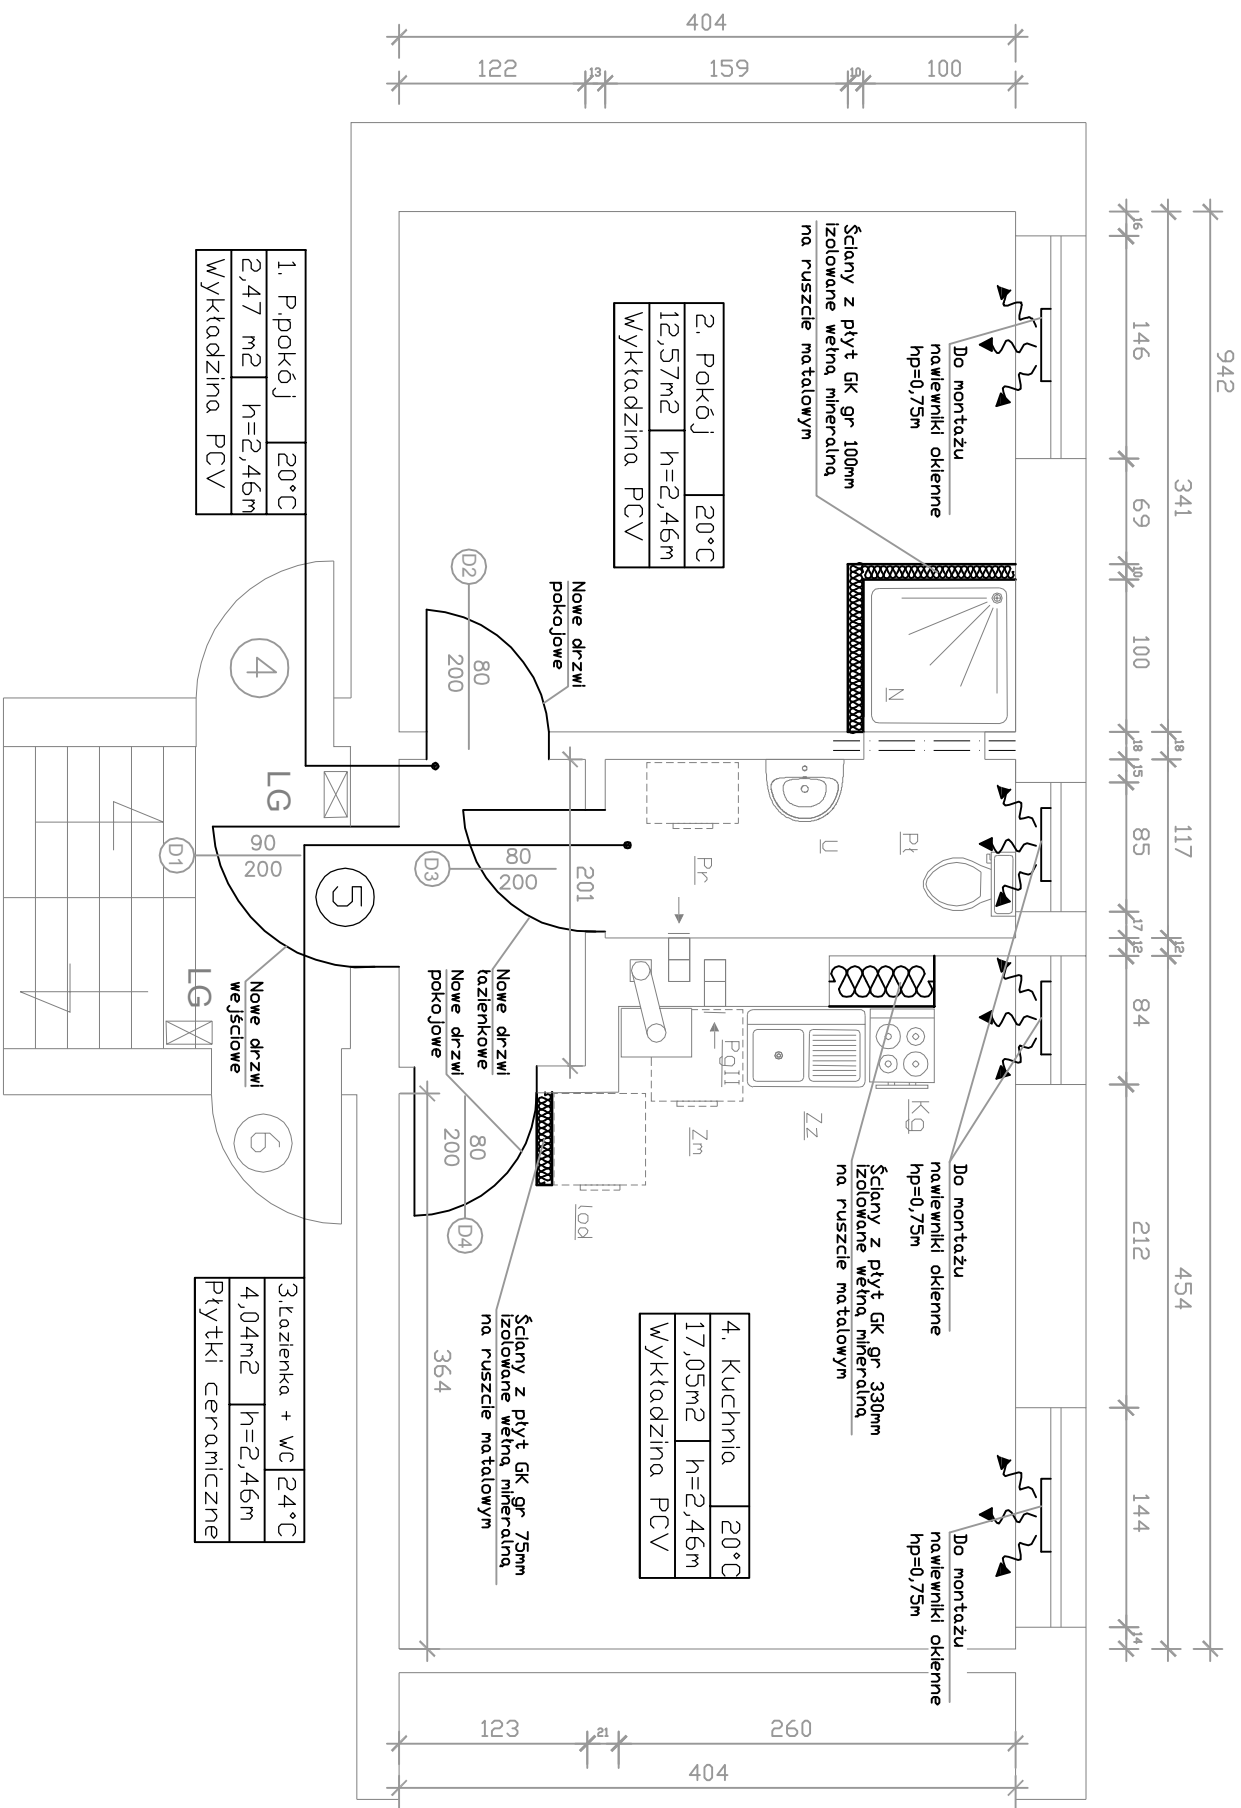 942
341
454
16
146
69
10
100
18
18
15
85
117
17
12
12
84
212
144
14
404
122
13
159
10
100
Do montażu
nawiewniki okienne
hp=0,75m
Do montażu
nawiewniki okienne
hp=0,75m
Do montażu
nawiewniki okienne
hp=0,75m
Ściany z płyt GK gr 100mm
izolowane wełną mineralną
na ruszcie matalowym
2. Pokój 20°C
12,57m2 h=2,46m
Wykładzina PCV
N
Pt
U
Pr
Kg
Zz
PgII
Zm
lod
Ściany z płyt GK gr 330mm
izolowane wełną mineralną
na ruszcie matalowym
4. Kuchnia 20°C
17,05m2 h=2,46m
Wykładzina PCV
Nowe drzwi
pokojowe
D2
80
200
201
D3
80
200
Nowe drzwi
łazienkowe
Nowe drzwi
pokojowe
D4
80
200
Ściany z płyt GK gr 75mm
izolowane wełną mineralną
na ruszcie matalowym
364
1. P.pokój 20°C
2,47 m2 h=2,46m
Wykładzina PCV
4
LG
D1
90
200
5
LG
Nowe drzwi
wejściowe
6
3.Łazienka + WC 24°C
4,04m2 h=2,46m
Płytki ceramiczne
260
21
123
404